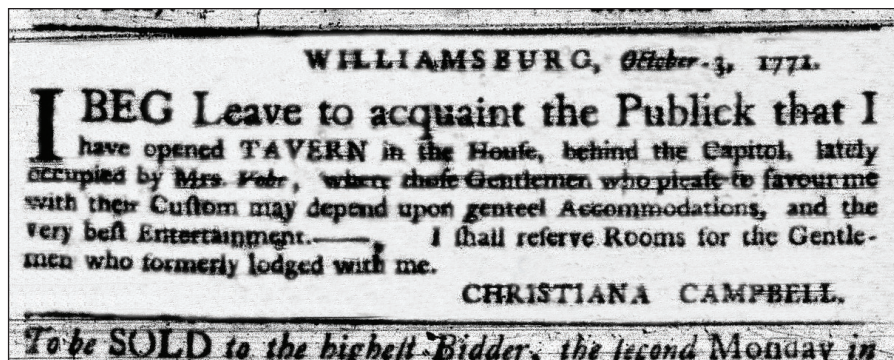 WILLIAMSBURG, October 3, 1771.
I BEG Leave to acquaint the Publick that I
have opened TAVERN in the Houſe, behind the Capitol, lately
occupied by Mrs. Vobe, where thoſe Gentlemen who pleaſe to favour me
with their Cuſtom may depend upon genteel Accommodations, and the
very beſt Entertainment.——, I ſhall reſerve Rooms for the Gentle-
men who formerly lodged with me.
CHRISTIANA CAMPBELL.
To be SOLD to the higheſt Bidder, the ſecond Monday in